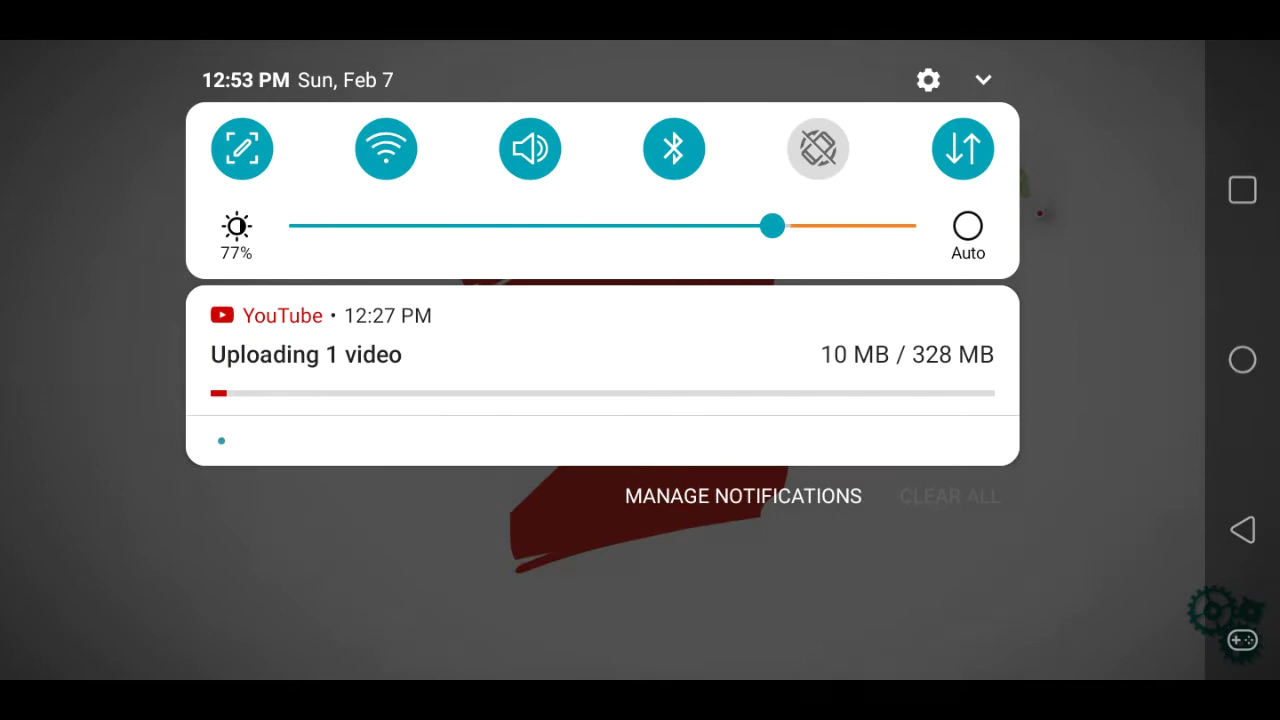 12:53 PM Sun, Feb 7
77%
Auto
YouTube • 12:27 PM
Uploading 1 video 10 MB / 328 MB
MANAGE NOTIFICATIONS CLEAR ALL